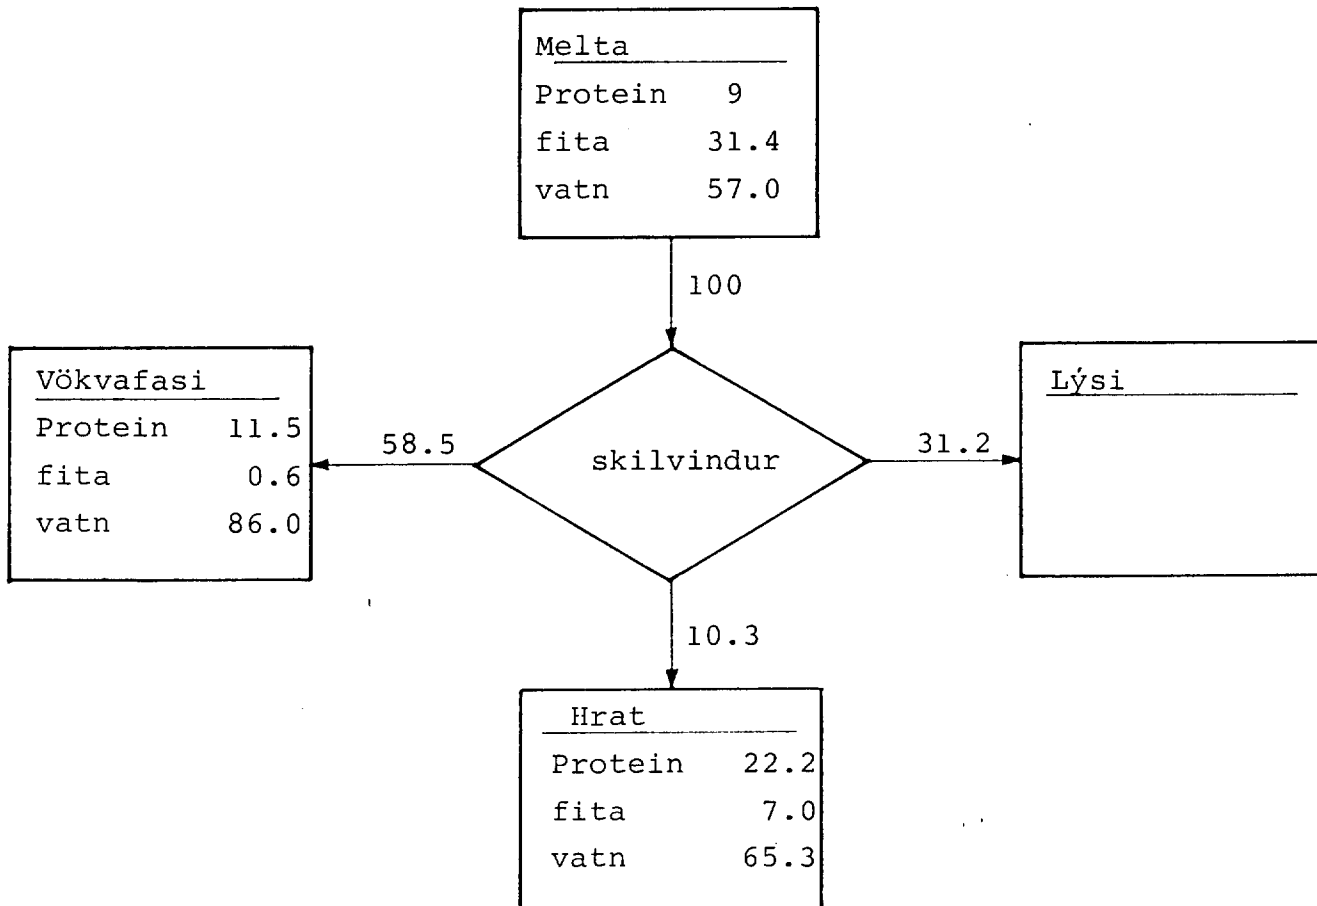 Melta
Protein 9
fita 31.4
vatn 57.0
100
Vökvafasi
Protein 11.5
fita 0.6
vatn 86.0
58.5
skilvindur
31.2
Lýsi
10.3
Hrat
Protein 22.2
fita 7.0
vatn 65.3